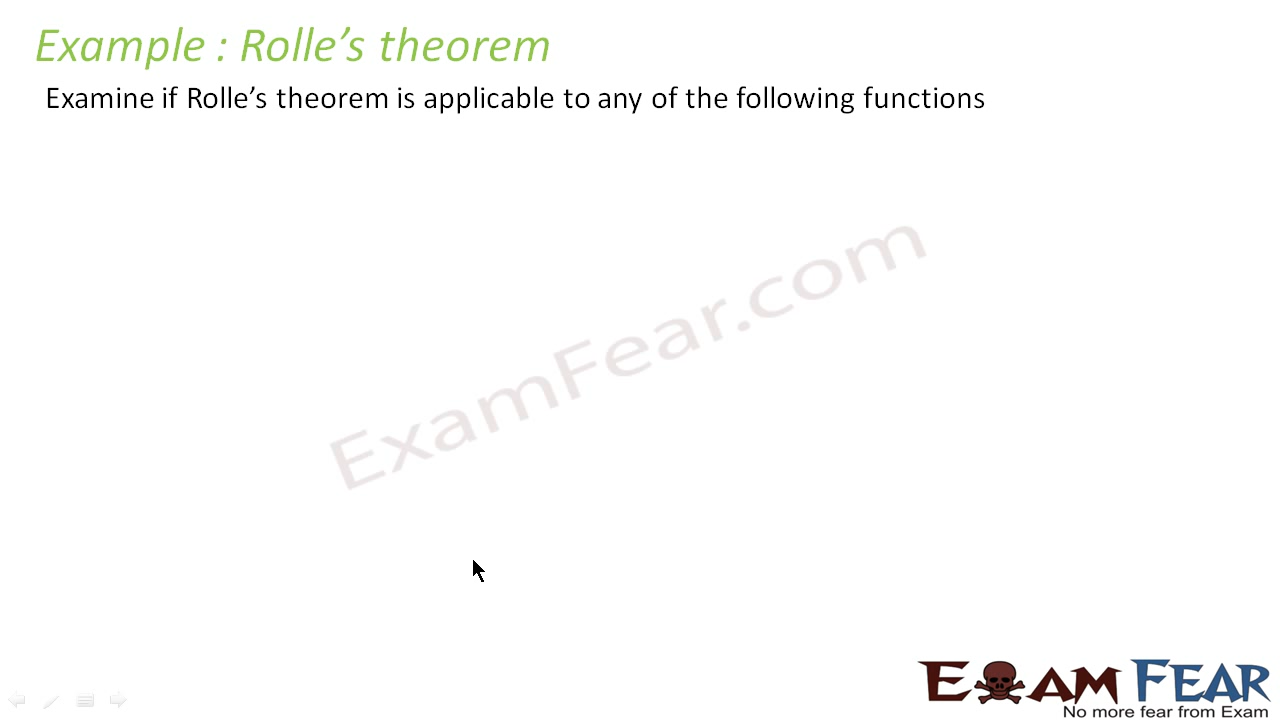 Example : Rolle’s theorem
Examine if Rolle’s theorem is applicable to any of the following functions
ExamFear.com
EXAM FEAR
No more fear from Exam